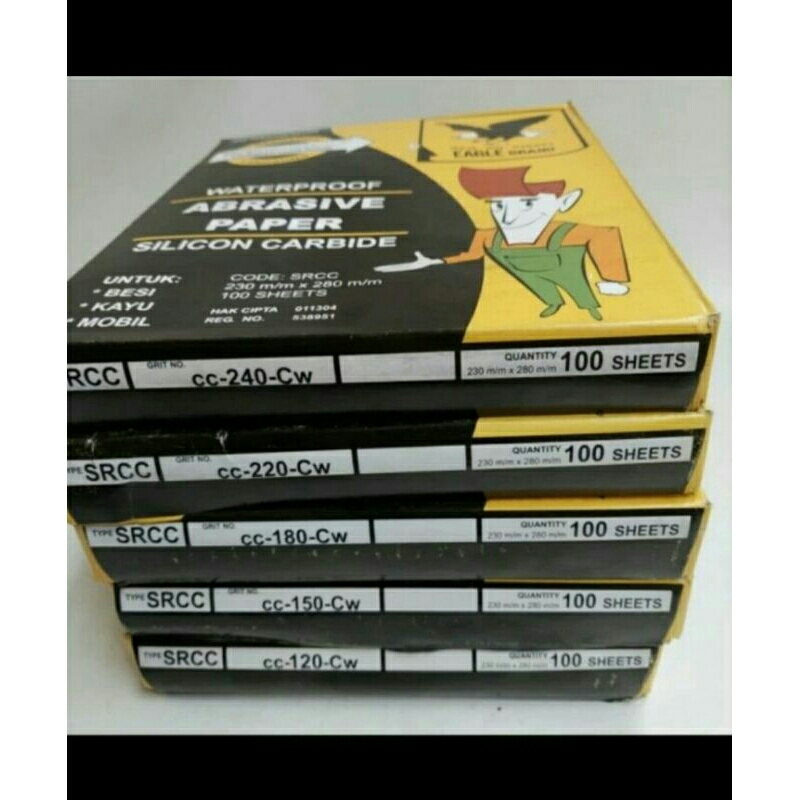 EAGLE BRAND
WATERPROOF
ABRASIVE
PAPER
SILICON CARBIDE
UNTUK:
* BESI
* KAYU
* MOBIL
CODE: SRCC
230 m/m x 280 m/m
100 SHEETS
HAK CIPTA 011304
REG. NO. 538951
RCC GRIT NO. cc-240-Cw QUANTITY 230 m/m x 280 m/m 100 SHEETS
PE SRCC GRIT NO. cc-220-Cw QUANTITY 230 m/m x 280 m/m 100 SHEETS
TYPE SRCC GRIT NO. cc-180-Cw QUANTITY 230 m/m x 280 m/m 100 SHEETS
TYPE SRCC GRIT NO. cc-150-Cw QUANTITY 230 m/m x 280 m/m 100 SHEETS
TYPE SRCC cc-120-Cw QUANTITY 230 m/m x 280 m/m 100 SHEETS